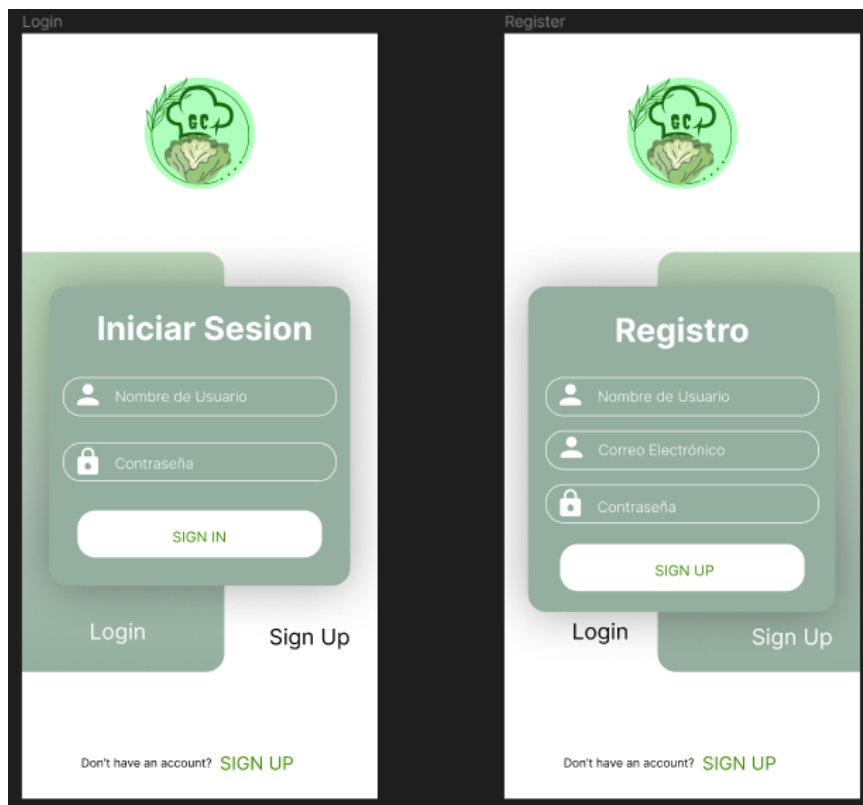 Login
GC
Iniciar Sesion
Nombre de Usuario
Contraseña
SIGN IN
Login
Sign Up
Don't have an account? SIGN UP
Register
GC
Registro
Nombre de Usuario
Correo Electrónico
Contraseña
SIGN UP
Login
Sign Up
Don't have an account? SIGN UP